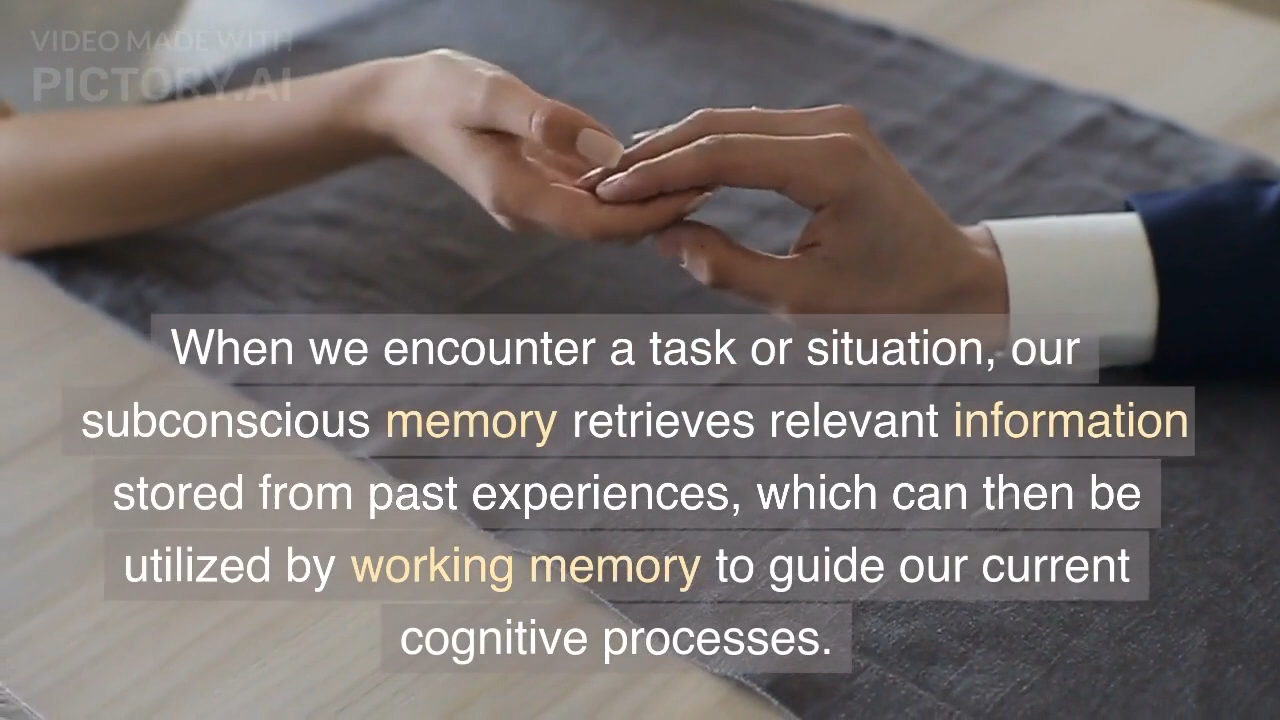 VIDEO MADE WITH
PICTORY.AI
When we encounter a task or situation, our
subconscious memory retrieves relevant information
stored from past experiences, which can then be
utilized by working memory to guide our current
cognitive processes.